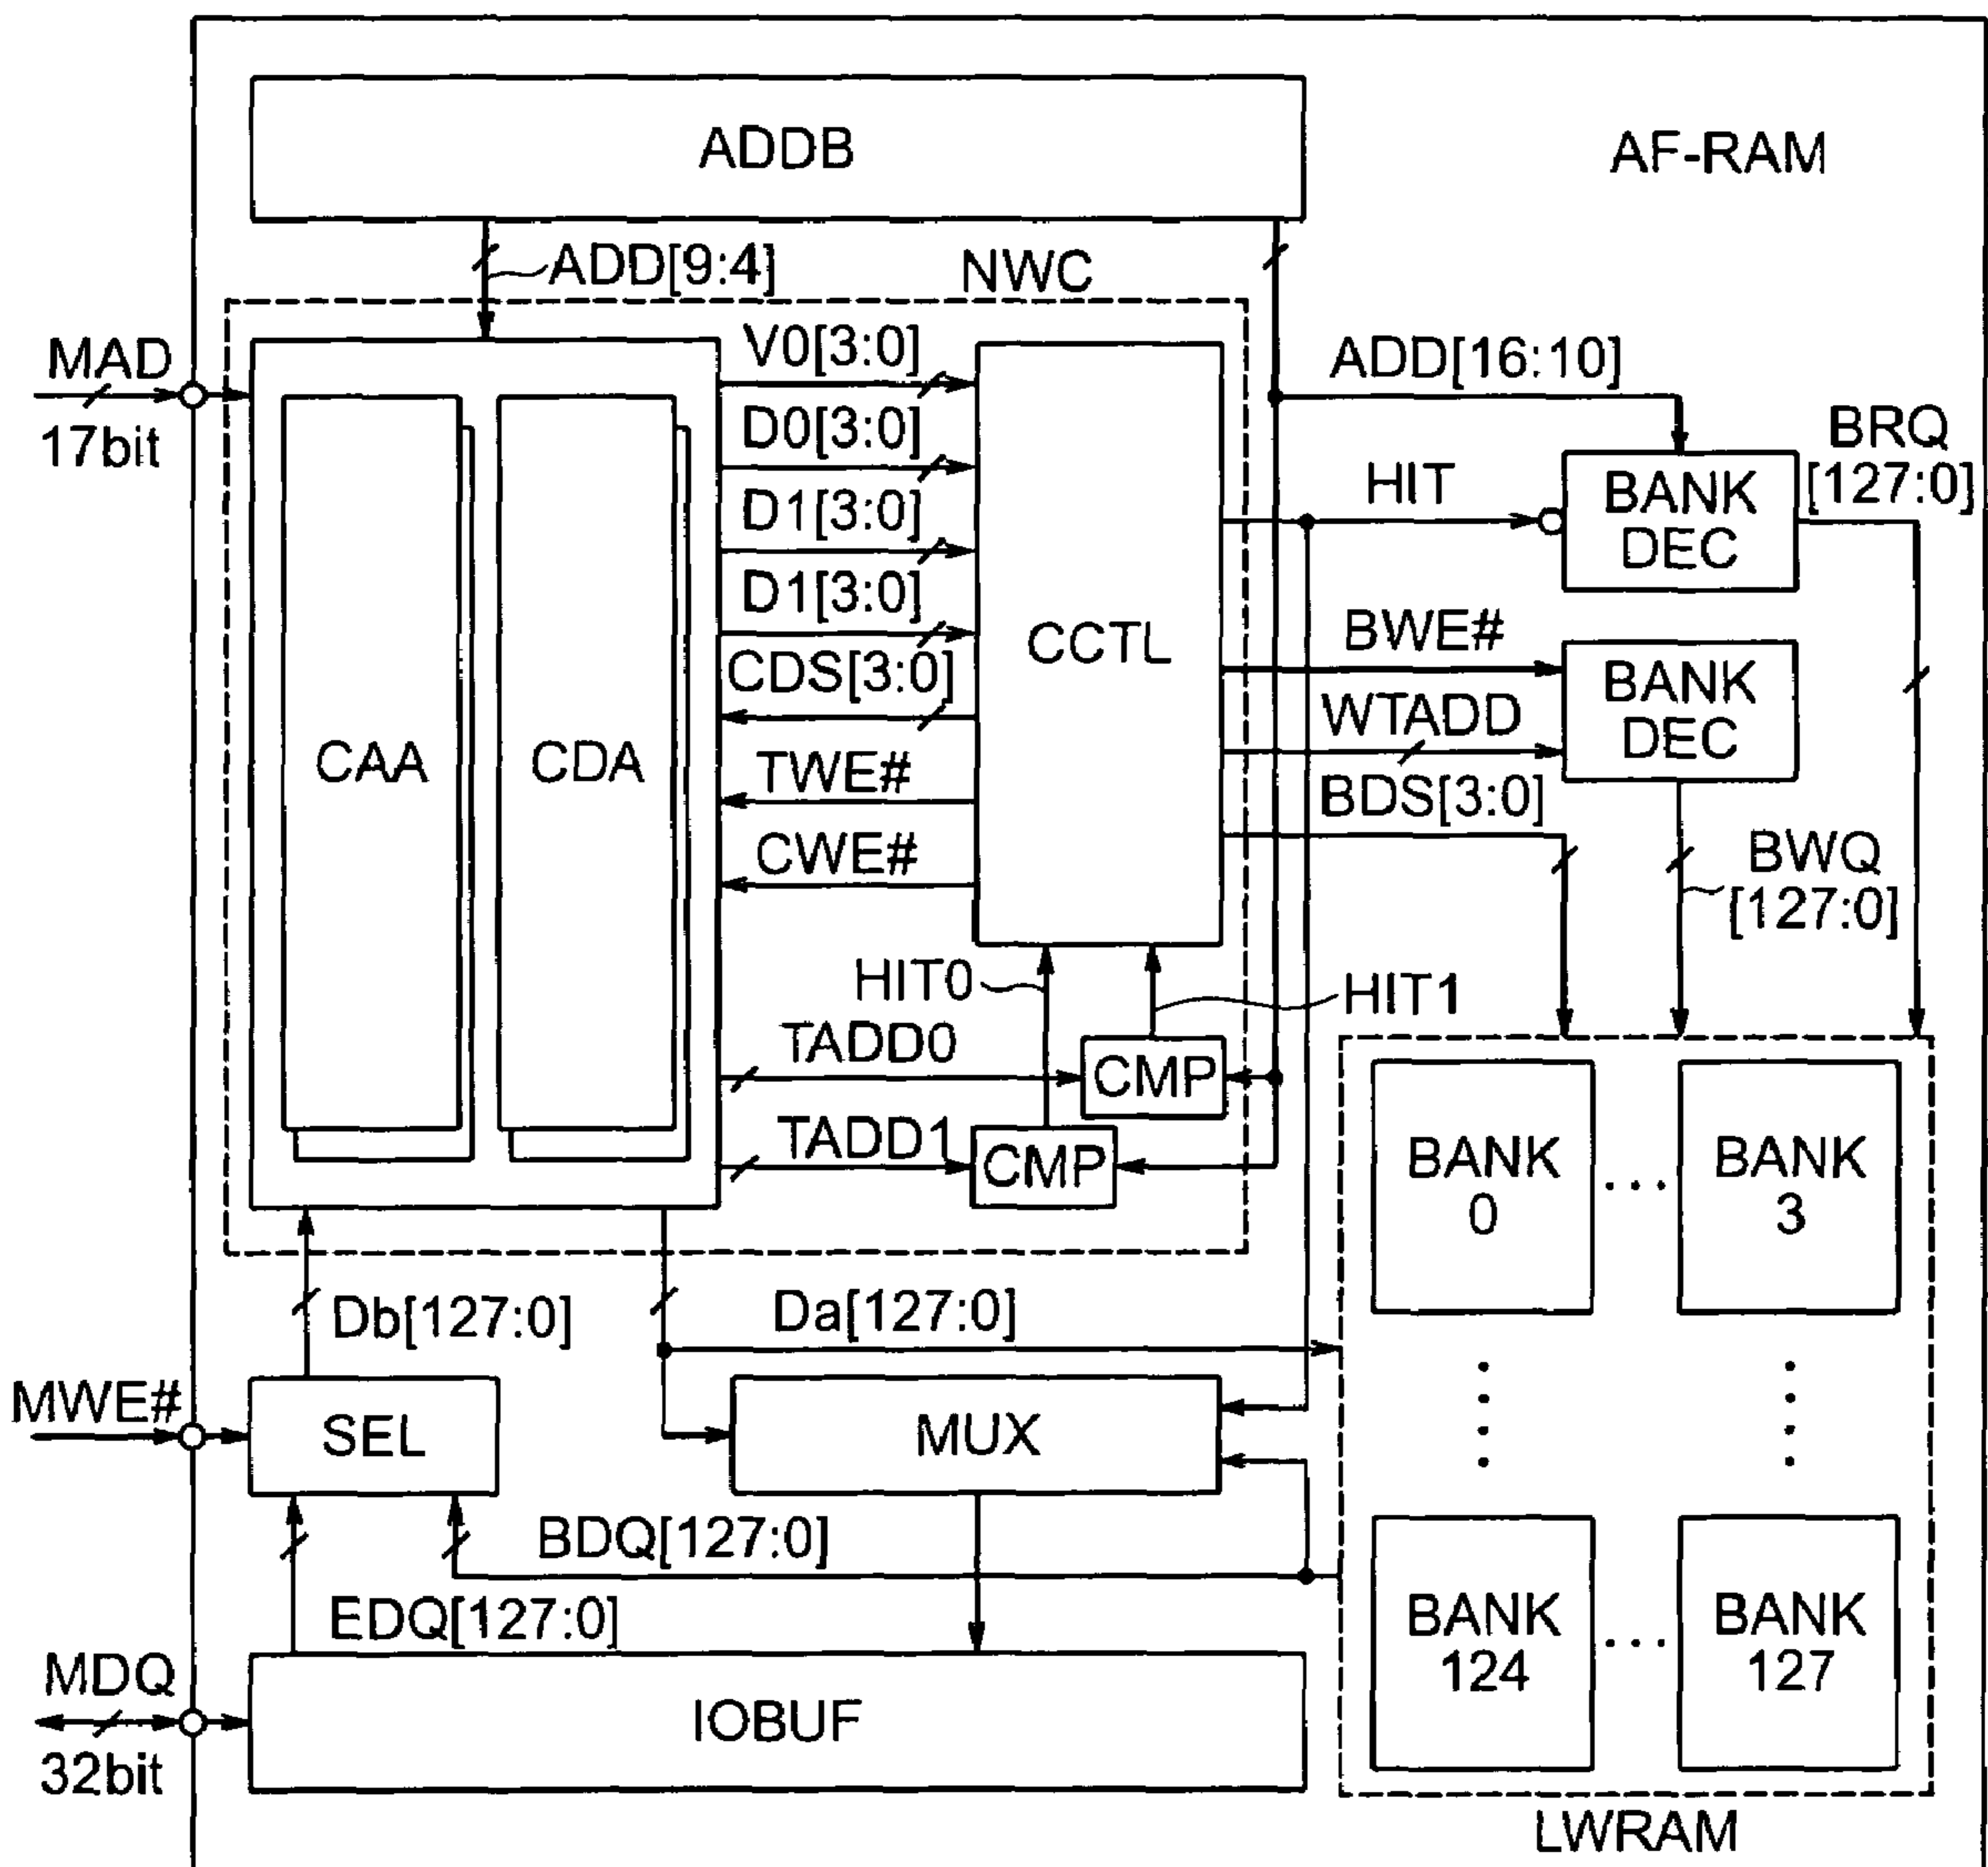 ADDB
AF-RAM
ADD[9:4]
NWC
MAD
17bit
V0[3:0]
D0[3:0]
D1[3:0]
D1[3:0]
CDS[3:0]
TWE#
CWE#
CAA
CDA
CCTL
ADD[16:10]
HIT
BANK
DEC
BRQ
[127:0]
BWE#
WTADD
BANK
DEC
BDS[3:0]
BWQ
[127:0]
HIT0
HIT1
TADD0
CMP
TADD1
CMP
BANK
0
...
BANK
3
Db[127:0]
Da[127:0]
MWE#
SEL
MUX
BDQ[127:0]
EDQ[127:0]
BANK
124
...
BANK
127
MDQ
32bit
IOBUF
LWRAM